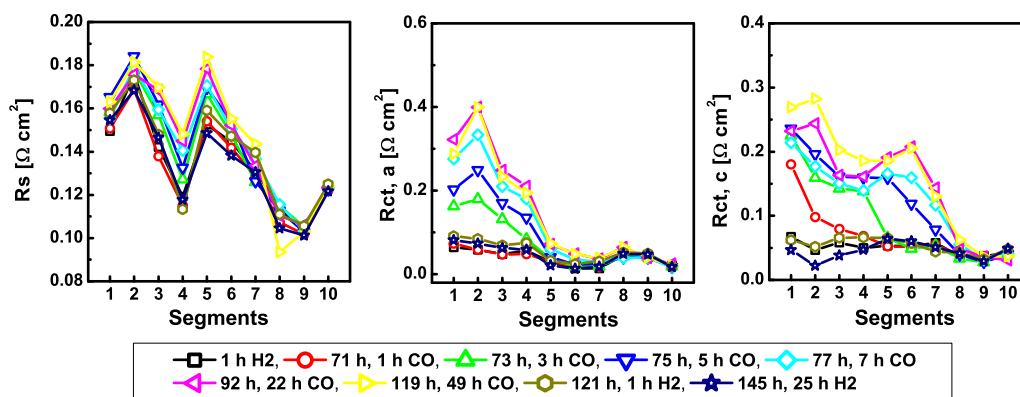 0.20
0.18
0.16
0.14
0.12
0.10
0.08
Rs [Ω cm²]
1 2 3 4 5 6 7 8 9 10
Segments
0.6
0.4
0.2
0.0
Rct, a [Ω cm²]
1 2 3 4 5 6 7 8 9 10
Segments
0.4
0.3
0.2
0.1
0.0
Rct, c [Ω cm²]
1 2 3 4 5 6 7 8 9 10
Segments
1 h H2, 71 h, 1 h CO, 73 h, 3 h CO, 75 h, 5 h CO, 77 h, 7 h CO
92 h, 22 h CO, 119 h, 49 h CO, 121 h, 1 h H2, 145 h, 25 h H2